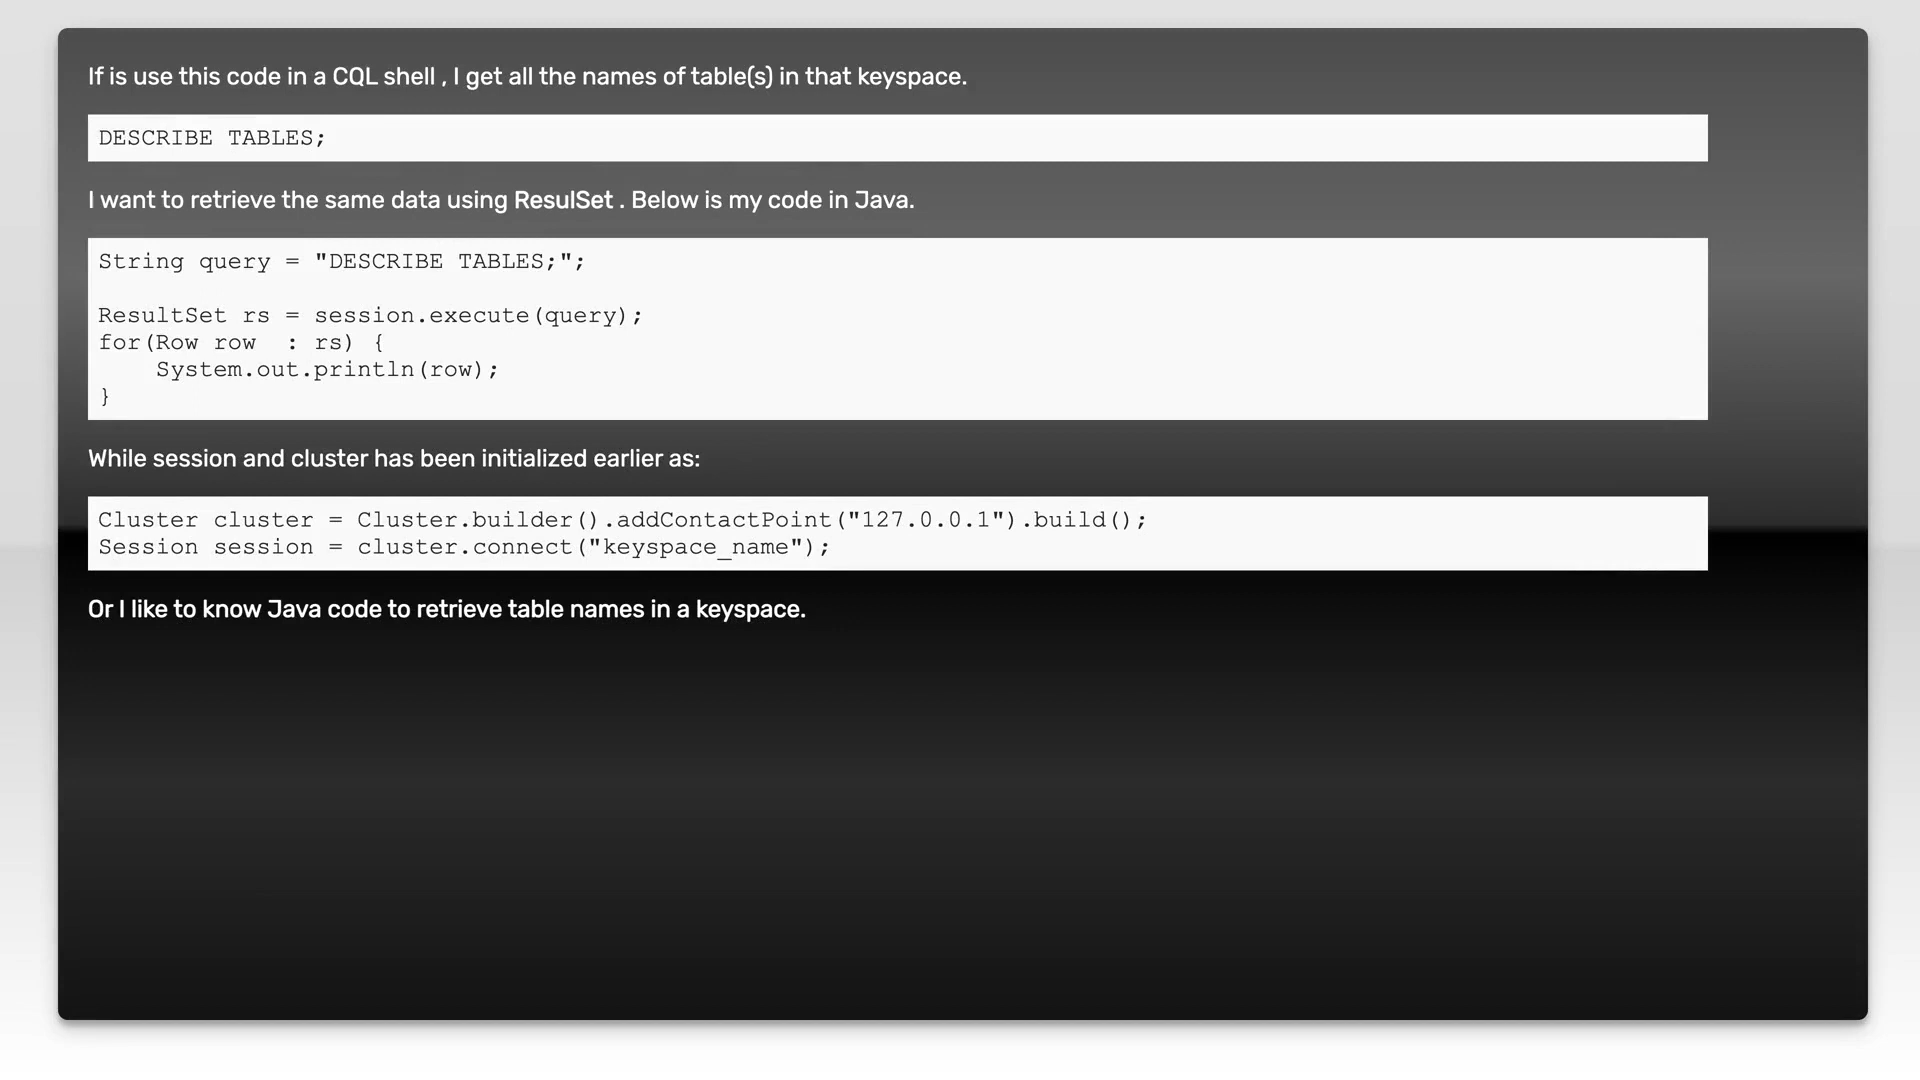 If is use this code in a CQL shell , I get all the names of table(s) in that keyspace.
DESCRIBE TABLES;
I want to retrieve the same data using ResulSet . Below is my code in Java.
String query = "DESCRIBE TABLES;";
ResultSet rs = session.execute(query);
for(Row row  : rs) {
    System.out.println(row);
}
While session and cluster has been initialized earlier as:
Cluster cluster = Cluster.builder().addContactPoint("127.0.0.1").build();
Session session = cluster.connect("keyspace_name");
Or I like to know Java code to retrieve table names in a keyspace.